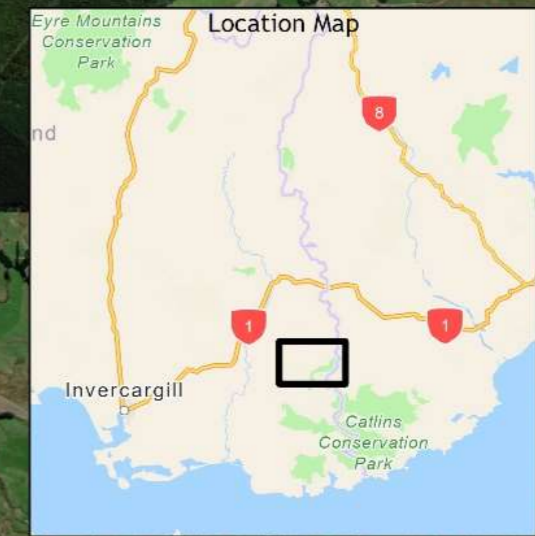 Location Map
Eyre Mountains
Conservation
Park
nd
8
1
1
Invercargill
Catlins
Conservation
Park